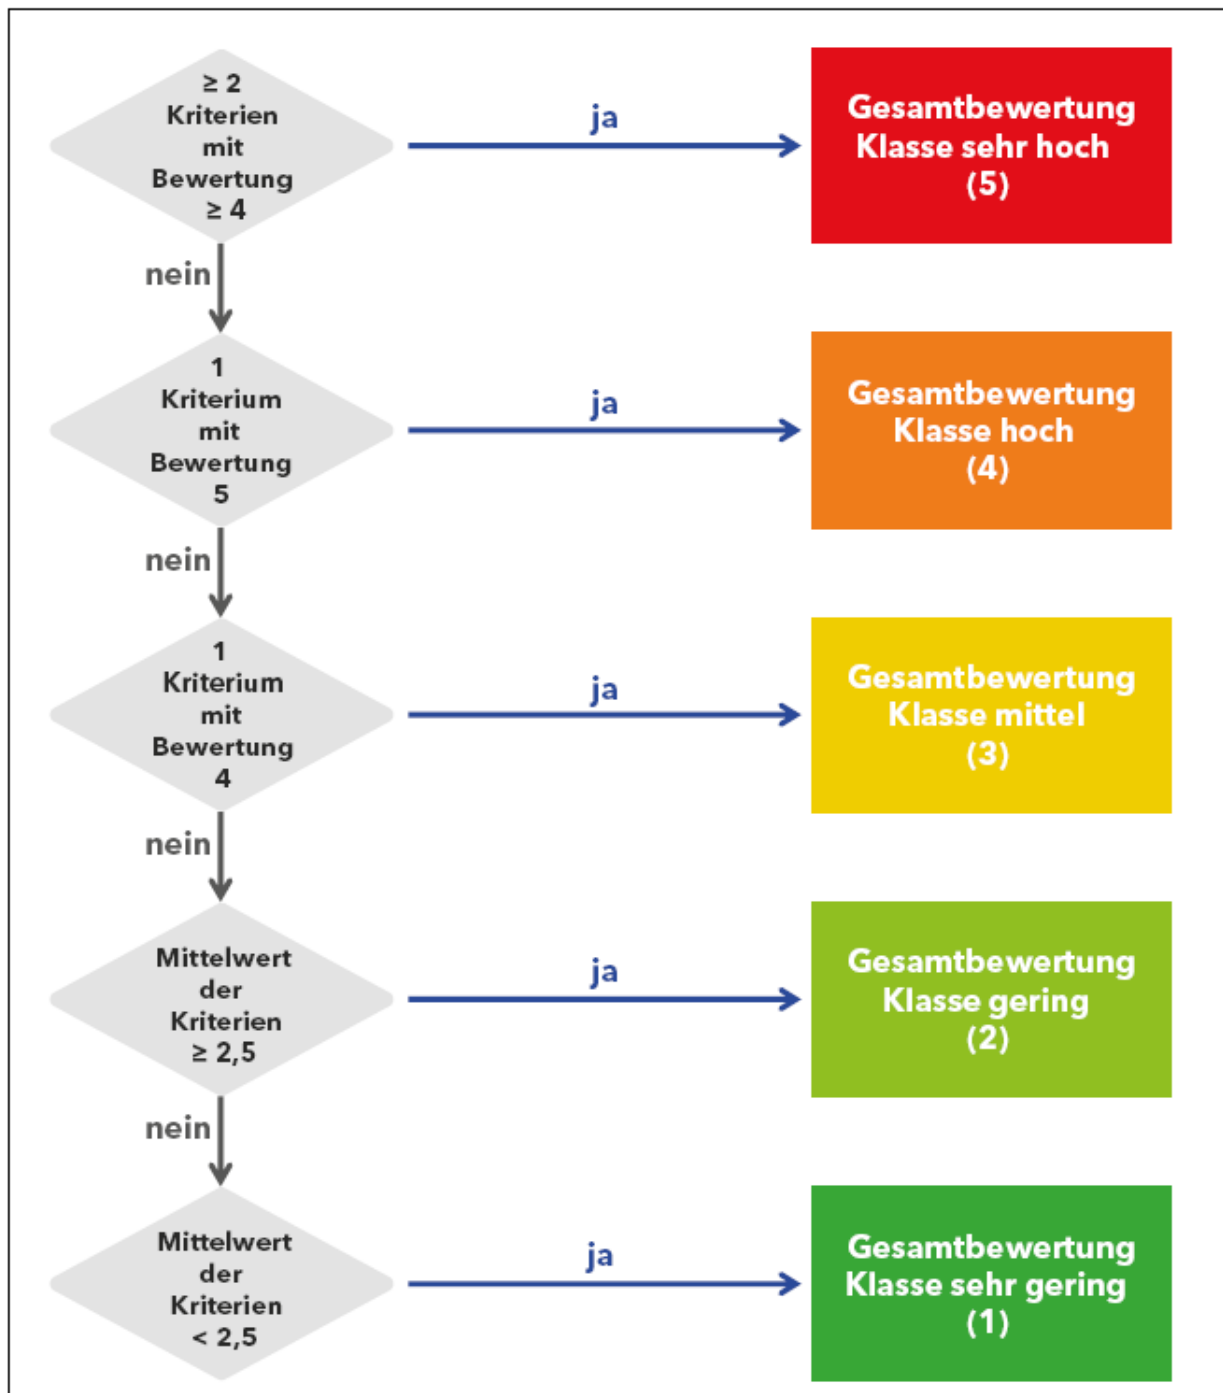 ≥ 2
Kriterien
mit
Bewertung
≥ 4
ja
Gesamtbewertung
Klasse sehr hoch
(5)
nein
1
Kriterium
mit
Bewertung
5
ja
Gesamtbewertung
Klasse hoch
(4)
nein
1
Kriterium
mit
Bewertung
4
ja
Gesamtbewertung
Klasse mittel
(3)
nein
Mittelwert
der
Kriterien
≥ 2,5
ja
Gesamtbewertung
Klasse gering
(2)
nein
Mittelwert
der
Kriterien
< 2,5
ja
Gesamtbewertung
Klasse sehr gering
(1)